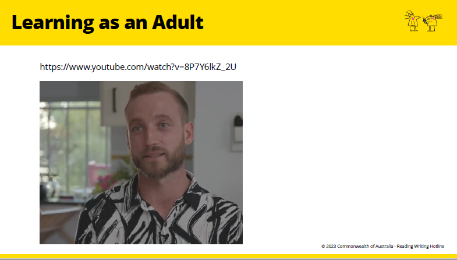 Learning as an Adult
https://www.youtube.com/watch?v=8P7Y6lkZ_2U
© 2023 Commonwealth of Australia - Reading Writing Hotline